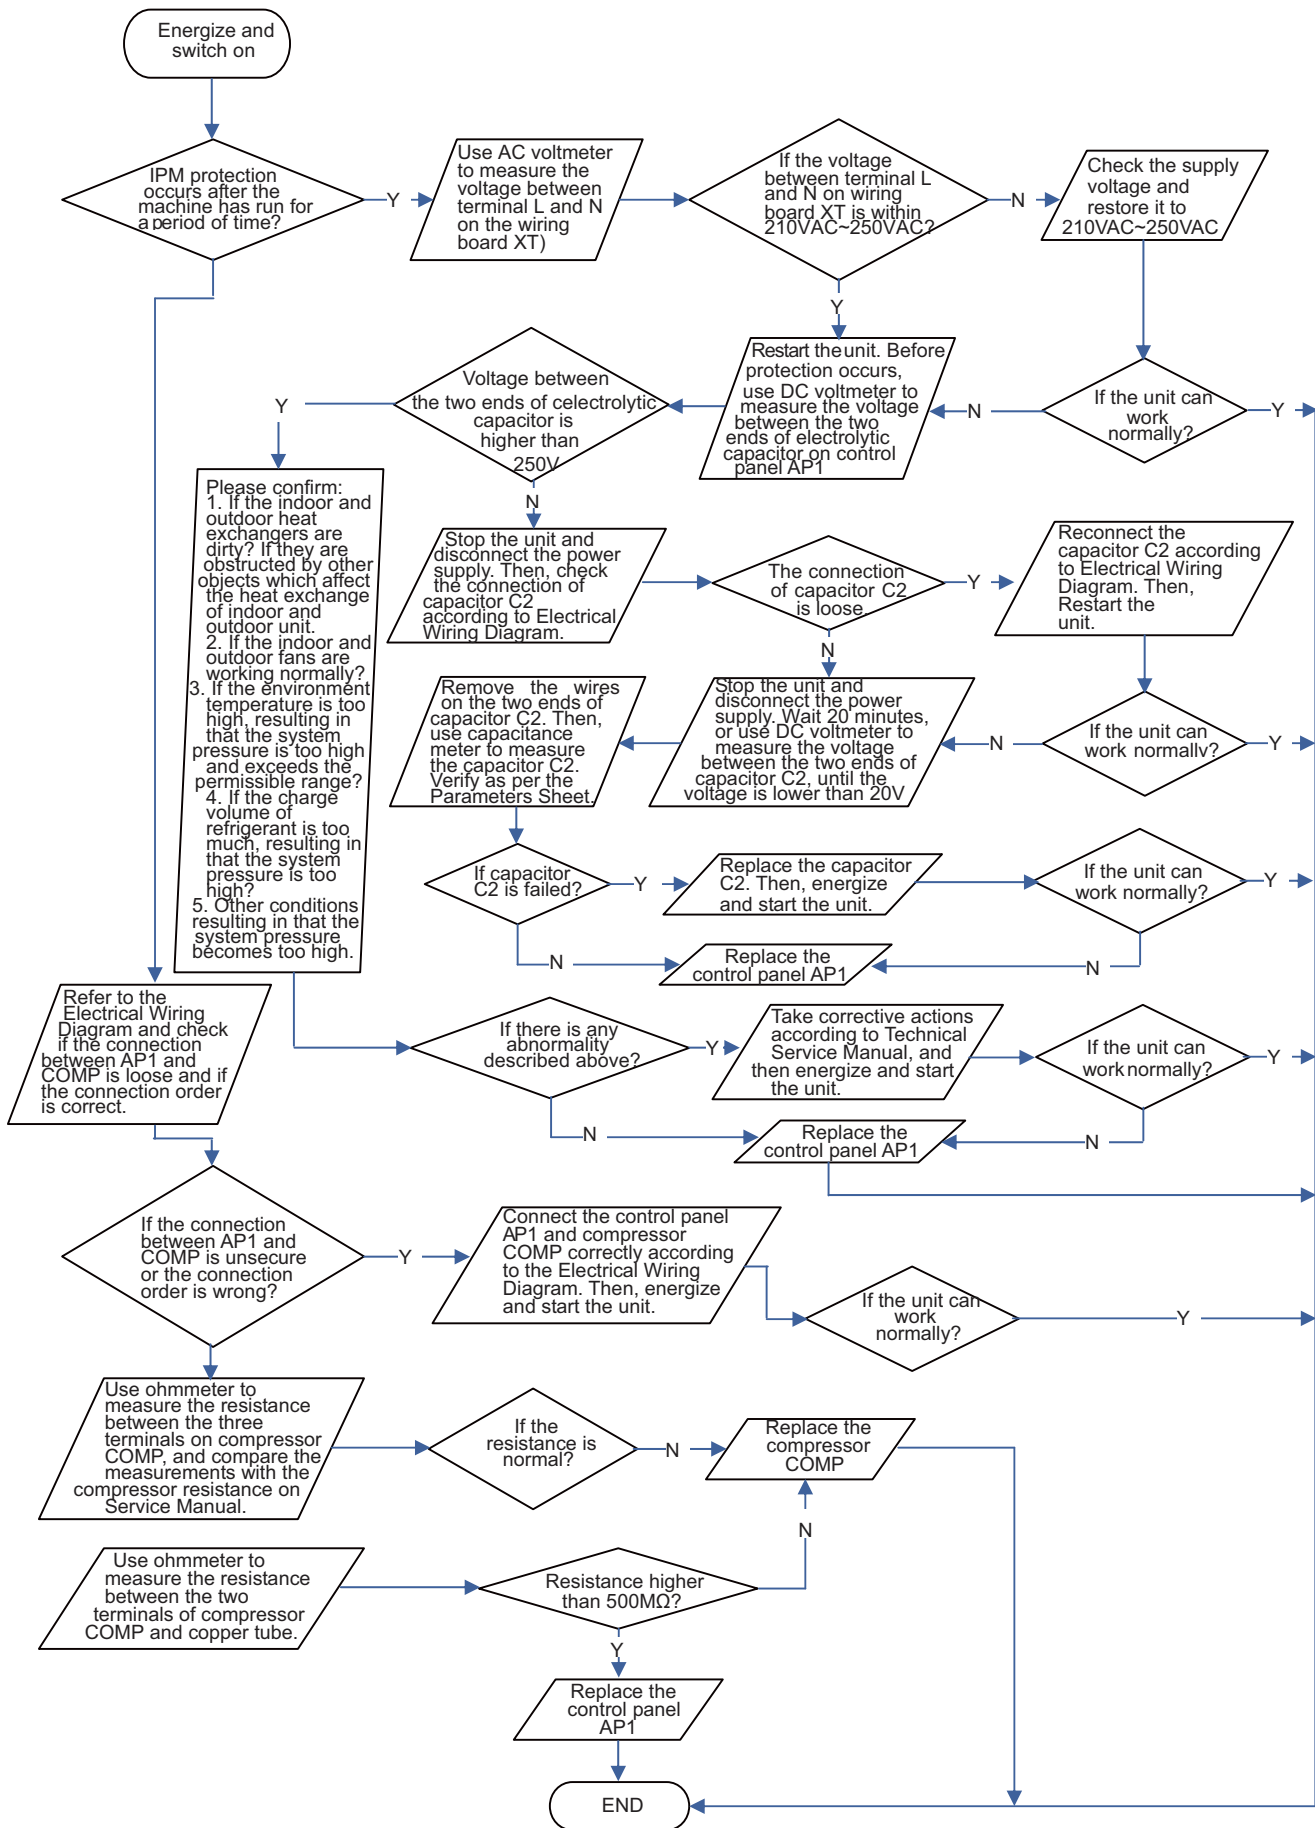 Energize and
switch on
IPM protection
occurs after the
machine has run for
a period of time?
Y
Use AC voltmeter
to measure the
voltage between
terminal L and N
on the wiring
board XT)
If the voltage
between terminal L
and N on wiring
board XT is within
210VAC~250VAC?
N
Check the supply
voltage and
restore it to
210VAC~250VAC
Y
Restart the unit. Before
protection occurs,
use DC voltmeter to
measure the voltage
between the two
ends of electrolytic
capacitor on control
panel AP1
N
If the unit can
work
normally?
Y
Voltage between
the two ends of celectrolytic
capacitor is
higher than
250V
Y
N
Please confirm:
1. If the indoor and
outdoor heat
exchangers are
dirty? If they are
obstructed by other
objects which affect
the heat exchange
of indoor and
outdoor unit.
2. If the indoor and
outdoor fans are
working normally?
3. If the environment
temperature is too
high, resulting in
that the system
pressure is too high
and exceeds the
permissible range?
4. If the charge
volume of
refrigerant is too
much, resulting in
that the system
pressure is too
high?
5. Other conditions
resulting in that the
system pressure
becomes too high.
Stop the unit and
disconnect the power
supply. Then, check
the connection of
capacitor C2
according to Electrical
Wiring Diagram.
The connection
of capacitor C2
is loose.
Y
Reconnect the
capacitor C2 according
to Electrical Wiring
Diagram. Then,
Restart the
unit.
N
Remove the wires
on the two ends of
capacitor C2. Then,
use capacitance
meter to measure
the capacitor C2.
Verify as per the
Parameters Sheet.
Stop the unit and
disconnect the power
supply. Wait 20 minutes,
or use DC voltmeter to
measure the voltage
between the two ends of
capacitor C2, until the
voltage is lower than 20V
N
If the unit can
work normally?
Y
If capacitor
C2 is failed?
Y
Replace the capacitor
C2. Then, energize
and start the unit.
If the unit can
work normally?
Y
N
Replace the
control panel AP1
N
Refer to the
Electrical Wiring
Diagram and check
if the connection
between AP1 and
COMP is loose and if
the connection order
is correct.
If there is any
abnormality
described above?
Y
Take corrective actions
according to Technical
Service Manual, and
then energize and start
the unit.
If the unit can
work normally?
Y
N
Replace the
control panel AP1
N
If the connection
between AP1 and
COMP is unsecure
or the connection
order is wrong?
Y
Connect the control panel
AP1 and compressor
COMP correctly according
to the Electrical Wiring
Diagram. Then, energize
and start the unit.
If the unit can
work
normally?
Y
Use ohmmeter to
measure the resistance
between the three
terminals on compressor
COMP, and compare the
measurements with the
compressor resistance on
Service Manual.
If the
resistance is
normal?
N
Replace the
compressor
COMP
N
Use ohmmeter to
measure the resistance
between the two
terminals of compressor
COMP and copper tube.
Resistance higher
than 500MΩ?
Y
Replace the
control panel
AP1
END